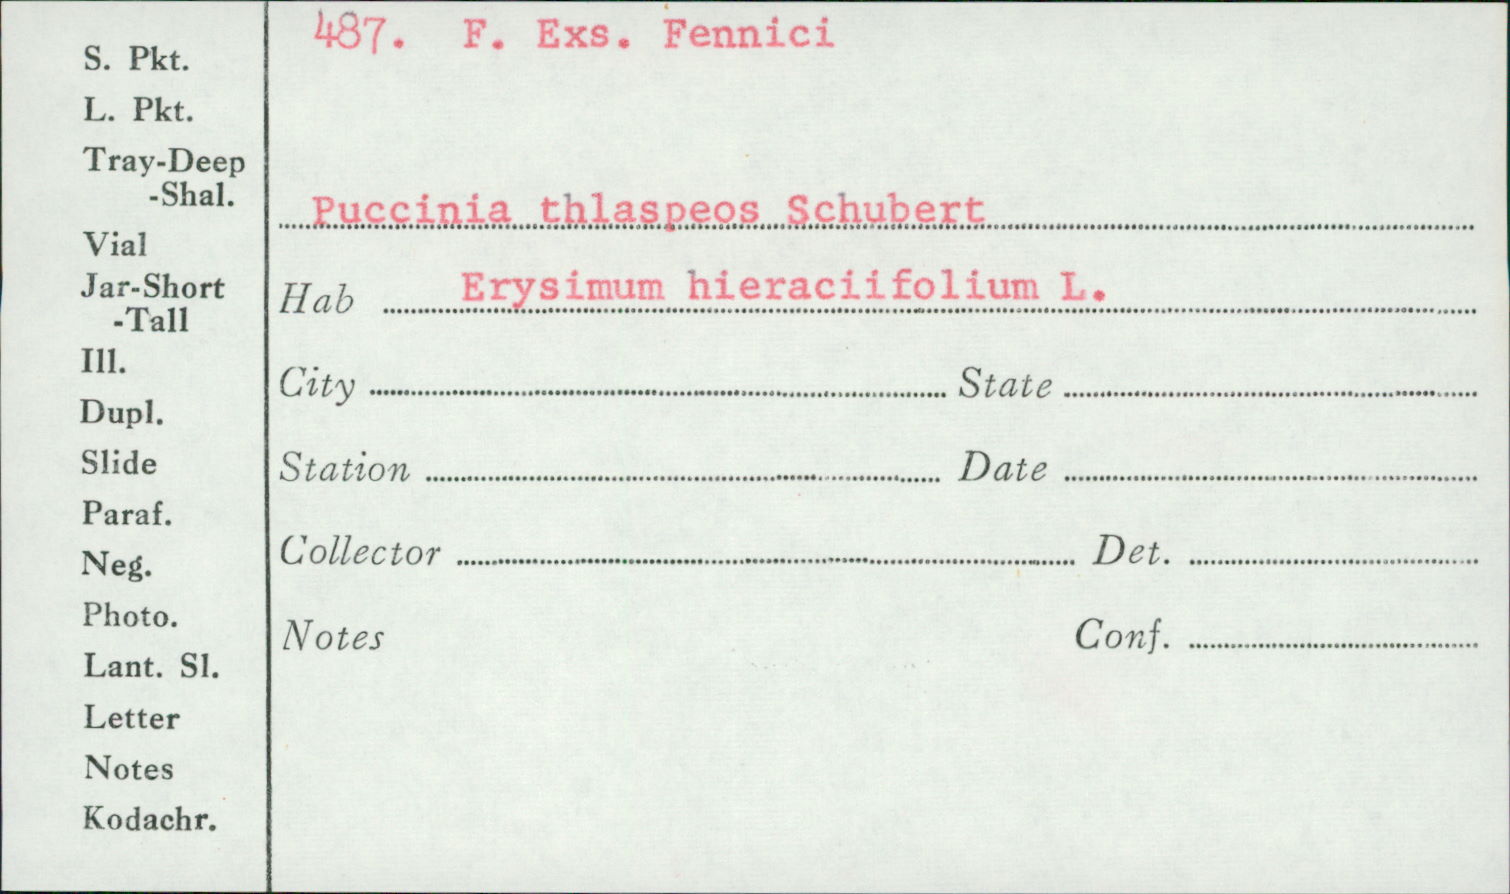 487. F. Exs. Fennici
Puccinia thlaspeos Schubert
Hab Erysimum hieraciifolium L.
City State
Station Date
Collector Det.
Notes Conf.
S. Pkt.
L. Pkt.
Tray-Deep
-Shal.
Vial
Jar-Short
-Tall
Ill.
Dupl.
Slide
Paraf.
Neg.
Photo.
Lant. Sl.
Letter
Notes
Kodachr.